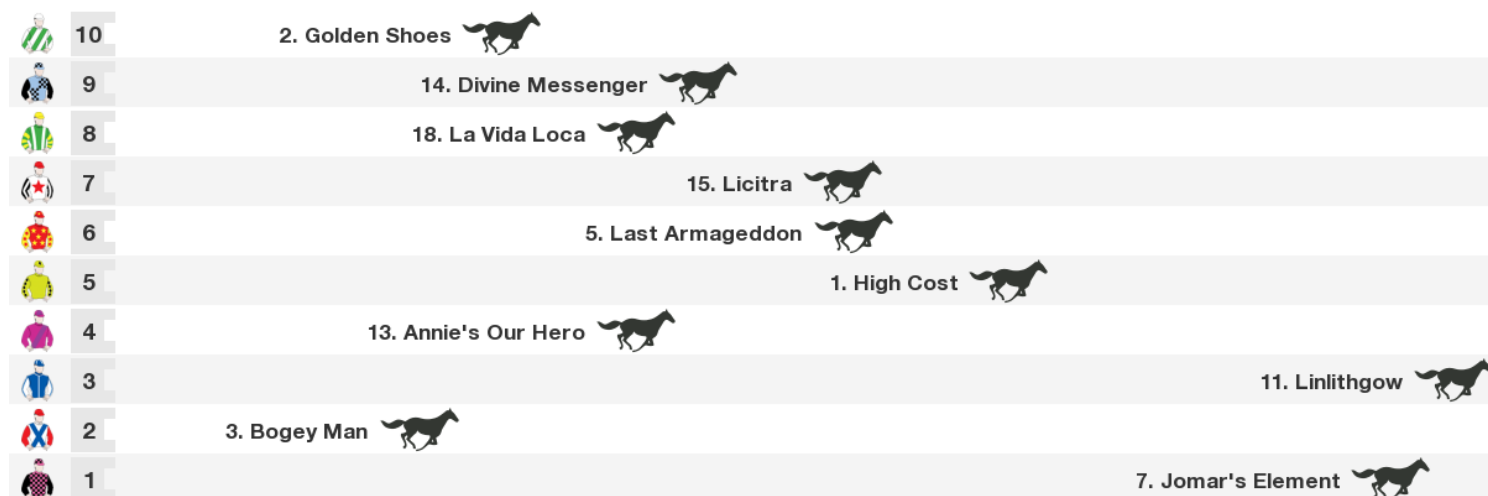 10 2. Golden Shoes
9 14. Divine Messenger
8 18. La Vida Loca
7 15. Licitra
6 5. Last Armageddon
5 1. High Cost
4 13. Annie's Our Hero
3 11. Linlithgow
2 3. Bogey Man
1 7. Jomar's Element